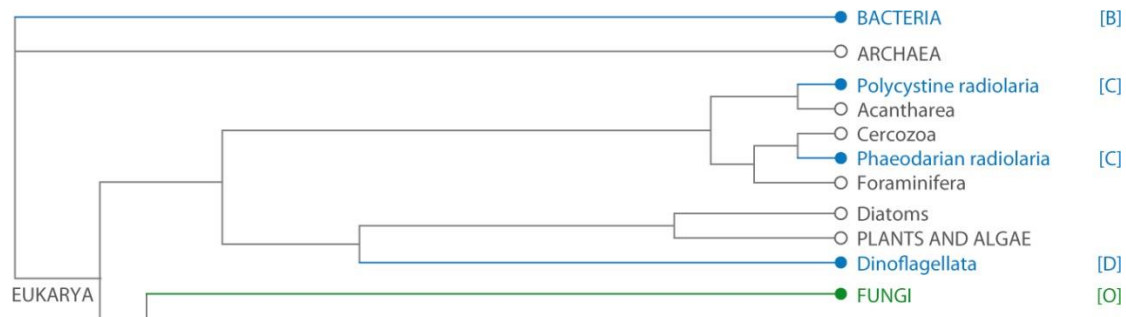 BACTERIA [B]
ARCHAEA
Polycystine radiolaria [C]
Acantharea
Cercozoa
Phaeodarian radiolaria [C]
Foraminifera
Diatoms
PLANTS AND ALGAE
Dinoflagellata [D]
EUKARYA FUNGI [O]